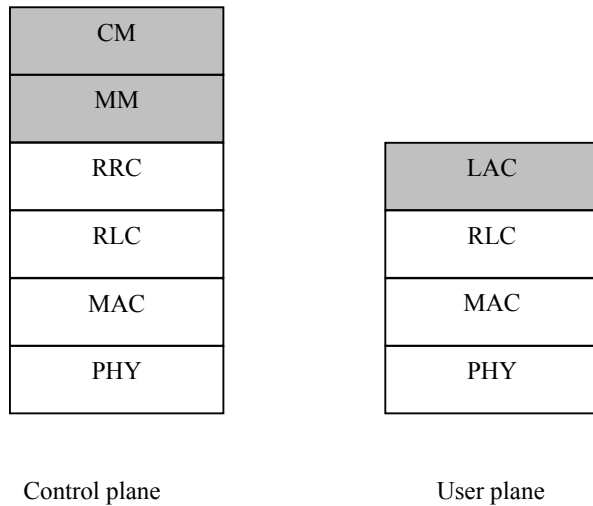 CM
MM
RRC
RLC
MAC
PHY
Control plane
LAC
RLC
MAC
PHY
User plane